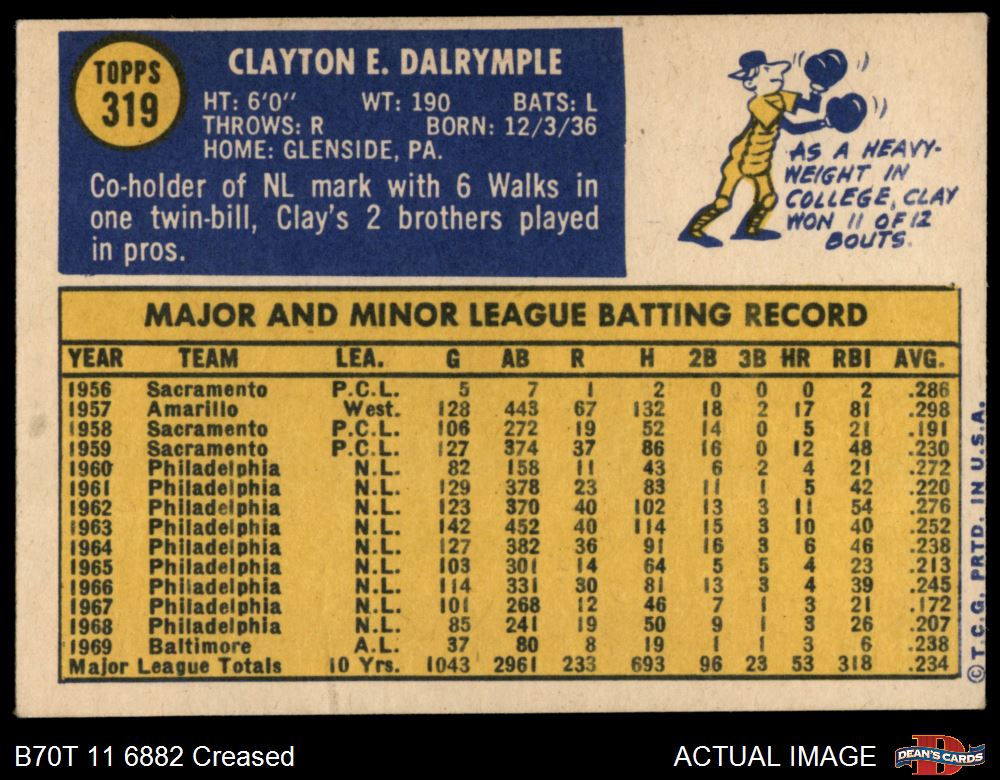 TOPPS
319
CLAYTON E. DALRYMPLE
HT: 6'0" WT: 190 BATS: L
THROWS: R BORN: 12/3/36
HOME: GLENSIDE, PA.
Co-holder of NL mark with 6 Walks in
one twin-bill, Clay's 2 brothers played
in pros.
AS A HEAVY-
WEIGHT IN
COLLEGE, CLAY
WON 11 OF 12
BOUTS.
MAJOR AND MINOR LEAGUE BATTING RECORD
YEAR TEAM LEA. G AB R H 2B 3B HR RBI AVG.
1956 Sacramento P.C.L. 5 7 1 2 0 0 0 2 .286
1957 Amarillo West. 128 443 67 132 18 2 17 81 .298
1958 Sacramento P.C.L. 106 272 19 52 14 0 5 21 .191
1959 Sacramento P.C.L. 127 374 37 86 16 0 12 48 .230
1960 Philadelphia N.L. 82 158 11 43 6 2 4 21 .272
1961 Philadelphia N.L. 129 378 23 83 11 1 5 42 .220
1962 Philadelphia N.L. 123 370 40 102 13 3 11 54 .276
1963 Philadelphia N.L. 142 452 40 114 15 3 10 40 .252
1964 Philadelphia N.L. 127 382 36 91 16 3 6 46 .238
1965 Philadelphia N.L. 103 301 14 64 5 5 4 23 .213
1966 Philadelphia N.L. 114 331 30 81 13 3 4 39 .245
1967 Philadelphia N.L. 101 268 12 46 7 1 3 21 .172
1968 Philadelphia N.L. 85 241 19 50 9 1 3 26 .207
1969 Baltimore A.L. 37 80 8 19 1 1 3 6 .238
Major League Totals 10 Yrs. 1043 2961 233 693 96 23 53 318 .234
© T.C.G. PRTD. IN U.S.A.
B70T 11 6882 Creased
ACTUAL IMAGE
DEAN'S CARDS